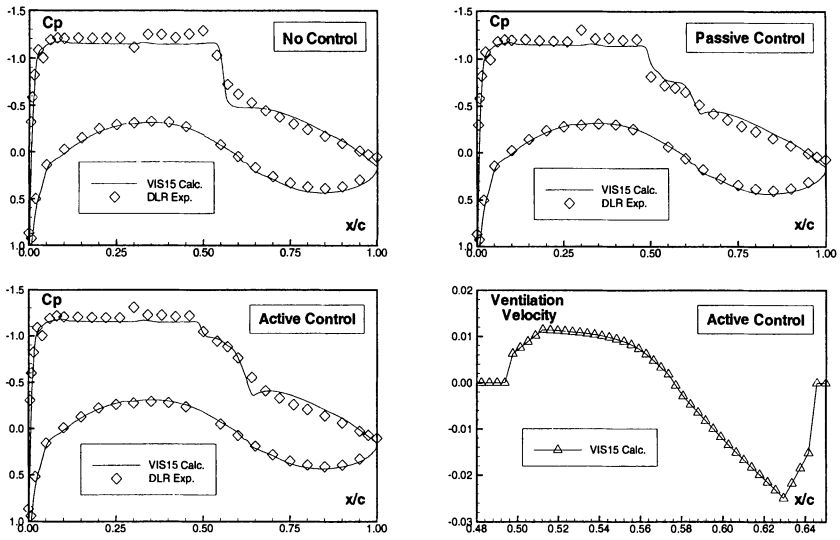 -1.5
Cp
No Control
-1.0
-0.5
0.0
VIS15 Calc.
DLR Exp.
0.5
x/c
1.0
0.00
0.25
0.50
0.75
1.00
-1.5
Cp
Passive Control
-1.0
-0.5
0.0
VIS15 Calc.
DLR Exp.
0.5
x/c
1.0
0.00
0.25
0.50
0.75
1.00
-1.5
Cp
Active Control
-1.0
-0.5
0.0
VIS15 Calc.
DLR Exp.
0.5
x/c
1.0
0.00
0.25
0.50
0.75
1.00
0.02
Ventilation
Velocity
Active Control
0.01
0.00
-0.01
VIS15 Calc.
-0.02
x/c
-0.03
0.48
0.50
0.52
0.54
0.56
0.58
0.60
0.62
0.64